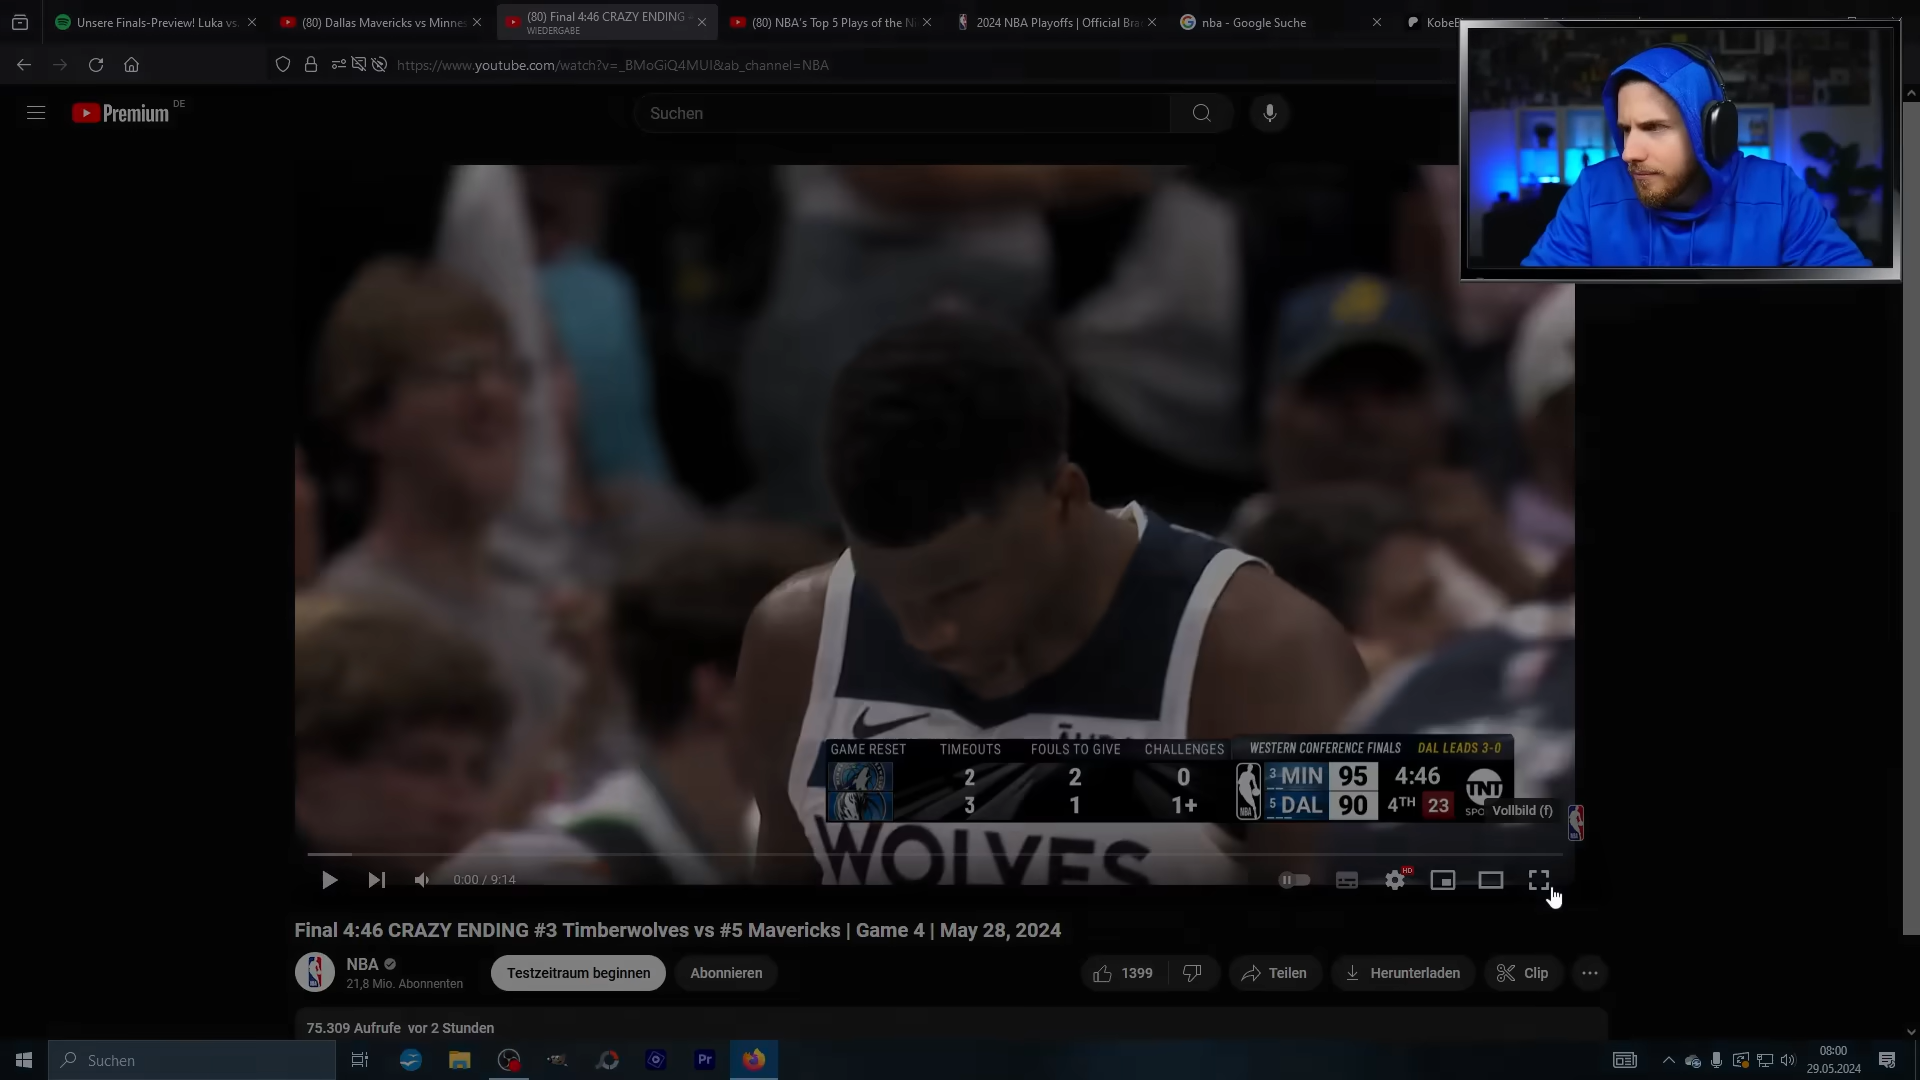 Unsere Finals-Preview! Luka vs.
(80) Dallas Mavericks vs Minnes
(80) Final 4:46 CRAZY ENDING
WIEDERGABE
(80) NBA's Top 5 Plays of the Ni
2024 NBA Playoffs | Official Bra
nba - Google Suche
https://www.youtube.com/watch?v=_BMoGiQ4MUI&ab_channel=NBA
Premium
DE
Suchen
GAME RESET TIMEOUTS FOULS TO GIVE CHALLENGES
2 2 0
3 1 1+
WESTERN CONFERENCE FINALS DAL LEADS 3-0
3 MIN 95 4:46
5 DAL 90 4TH 23
TNT
SPO
Vollbild (f)
WOLVES
0:00 / 9:14
HD
Final 4:46 CRAZY ENDING #3 Timberwolves vs #5 Mavericks | Game 4 | May 28, 2024
NBA
21,8 Mio. Abonnenten
Testzeitraum beginnen
Abonnieren
1399
Teilen
Herunterladen
Clip
75.309 Aufrufe vor 2 Stunden
Suchen
Pr
08:00
29.05.2024